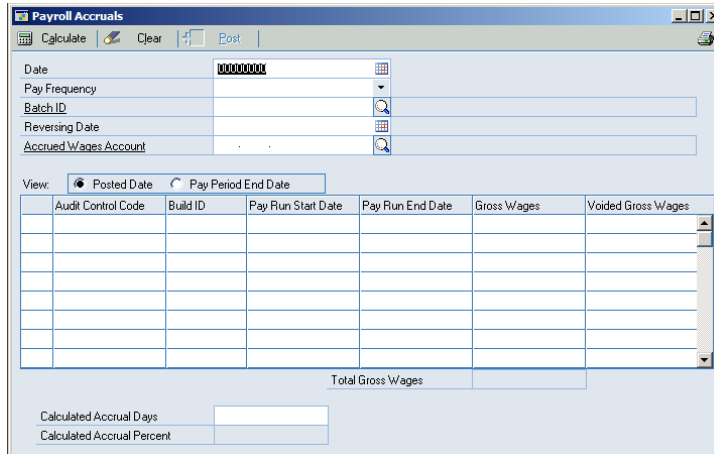 Payroll Accruals
Calculate Clear Post
Date 00000000
Pay Frequency
Batch ID
Reversing Date
Accrued Wages Account
View: Posted Date Pay Period End Date
Audit Control Code Build ID Pay Run Start Date Pay Run End Date Gross Wages Voided Gross Wages
Total Gross Wages
Calculated Accrual Days
Calculated Accrual Percent